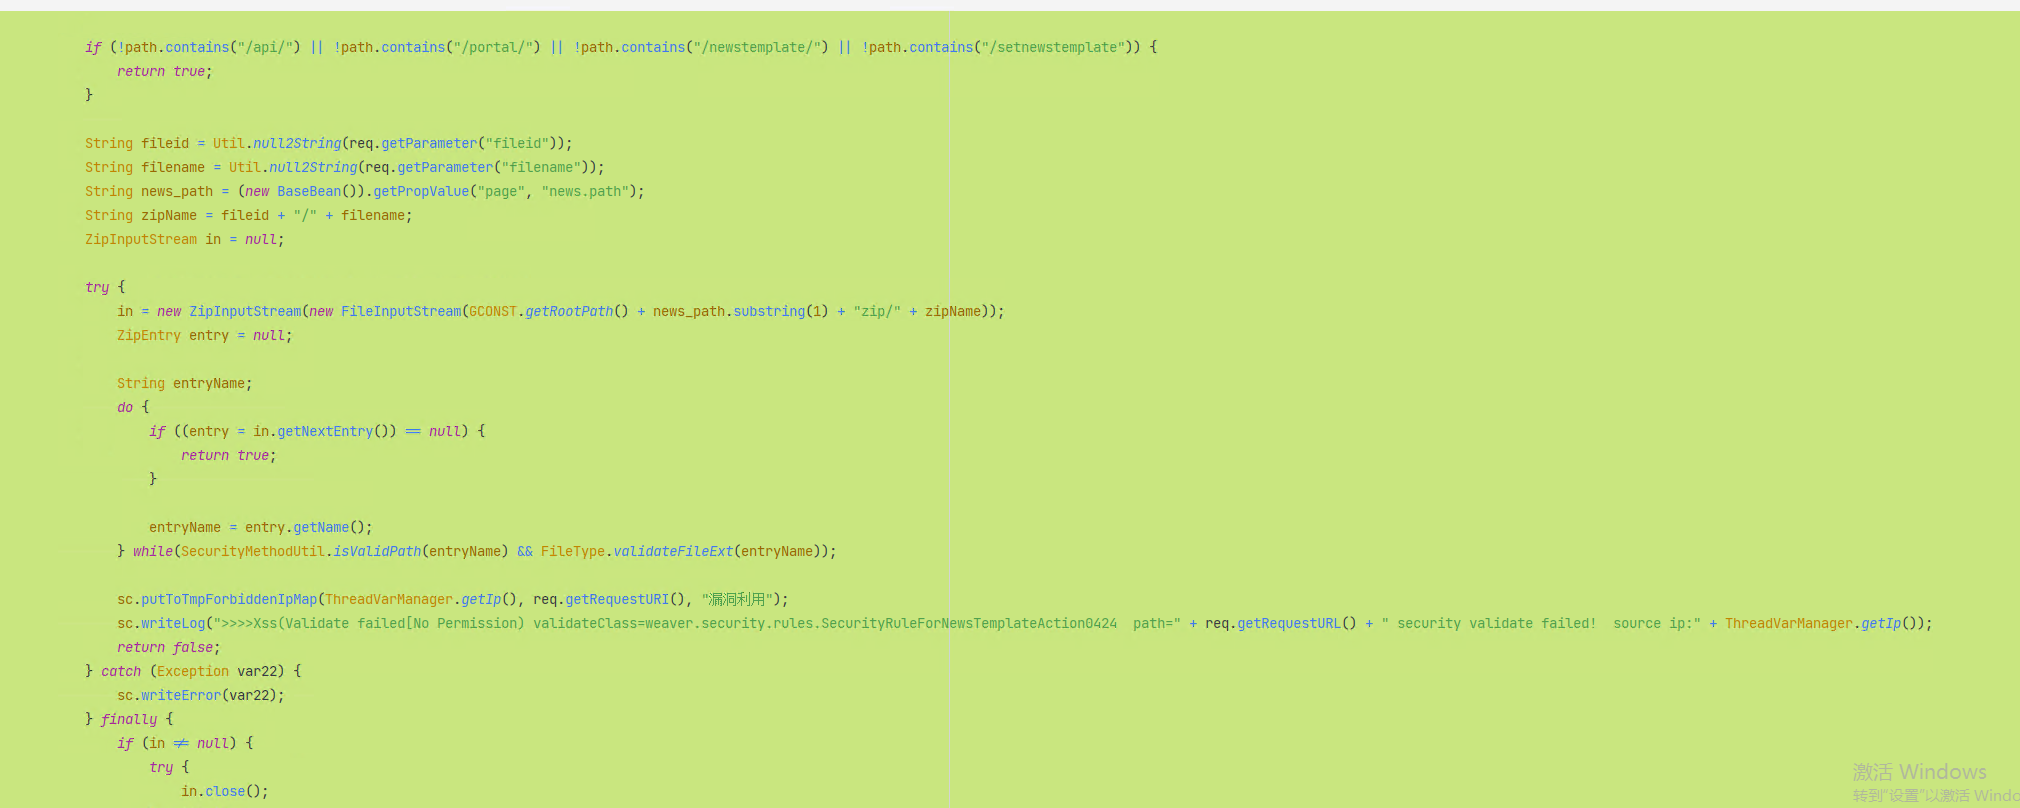 if (!path.contains("/api/") || !path.contains("/portal/") || !path.contains("/newstemplate/") || !path.contains("/setnewstemplate")) {
    return true;
}
String fileid = Util.null2String(req.getParameter("fileid"));
String filename = Util.null2String(req.getParameter("filename"));
String news_path = (new BaseBean()).getPropValue("page", "news.path");
String zipName = fileid + "/" + filename;
ZipInputStream in = null;
try {
    in = new ZipInputStream(new FileInputStream(GCONST.getRootPath() + news_path.substring(1) + "zip/" + zipName));
    ZipEntry entry = null;
    String entryName;
    do {
        if ((entry = in.getNextEntry()) == null) {
            return true;
        }
        entryName = entry.getName();
    } while(SecurityMethodUtil.isValidPath(entryName) && FileType.validateFileExt(entryName));
    sc.putToTmpForbiddenIpMap(ThreadVarManager.getIp(), req.getRequestURI(), "漏洞利用");
    sc.writeLog(">>>>Xss(Validate failed[No Permission) validateClass=weaver.security.rules.SecurityRuleForNewsTemplateAction0424  path=" + req.getRequestURL() + " security validate failed!  source ip:" + ThreadVarManager.getIp());
    return false;
} catch (Exception var22) {
    sc.writeError(var22);
} finally {
    if (in != null) {
        try {
            in.close();
激活 Windows
转到"设置"以激活 Windo